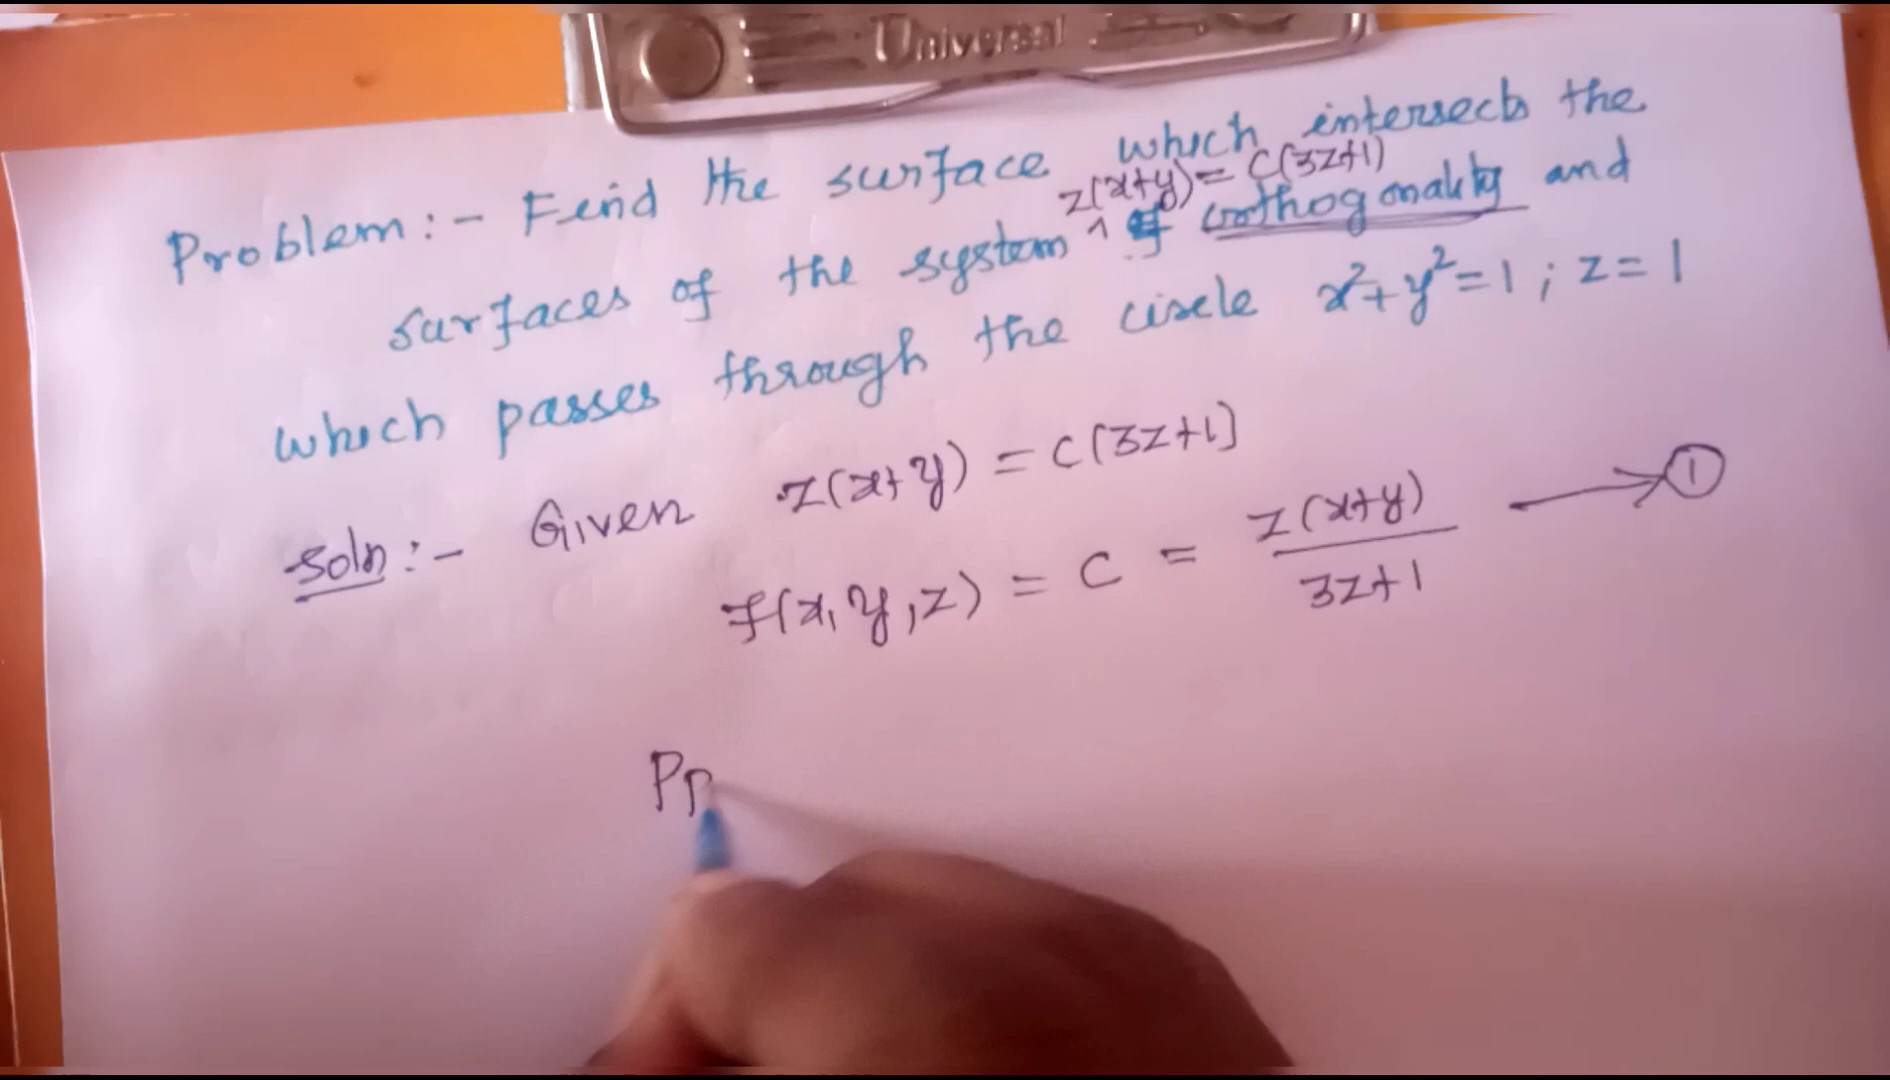 Universal
Problem:- Find the surface which intersects the
z(x+y) = C(3z+1)
surfaces of the system ^ of orthogonality and
which passes through the circle x²+y²=1; z=1
Soln:- Given z(x+y) = C(3z+1)
f(x,y,z) = C = z(x+y)/3z+1 → ①
Pp